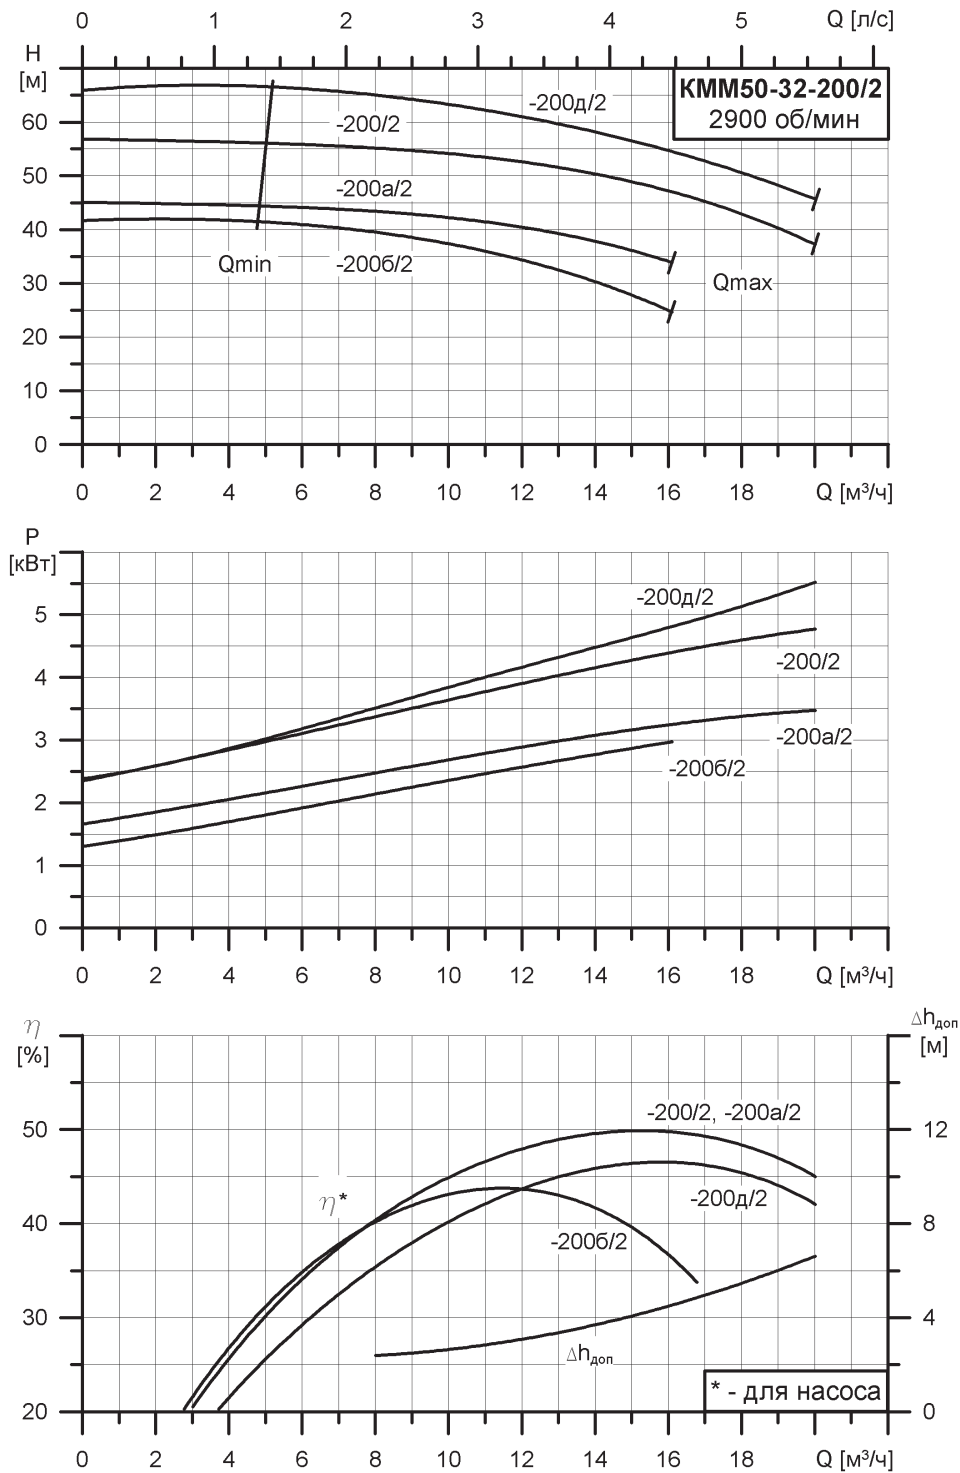 0 1 2 3 4 5 Q [л/с]
H
[м]
КММ50-32-200/2
2900 об/мин
-200д/2
-200/2
-200а/2
-200б/2
Qmin
Qmax
60
50
40
30
20
10
0
0 2 4 6 8 10 12 14 16 18 Q [м³/ч]
P
[кВт]
-200д/2
-200/2
-200а/2
-200б/2
5
4
3
2
1
0
0 4 6 8 10 12 14 16 18 Q [м³/ч]
η
[%]
Δhдоп
[м]
-200/2, -200а/2
η*
-200д/2
-200б/2
Δhдоп
50
40
30
20
12
8
4
0
* - для насоса
0 2 4 6 8 10 12 14 16 18 Q [м³/ч]